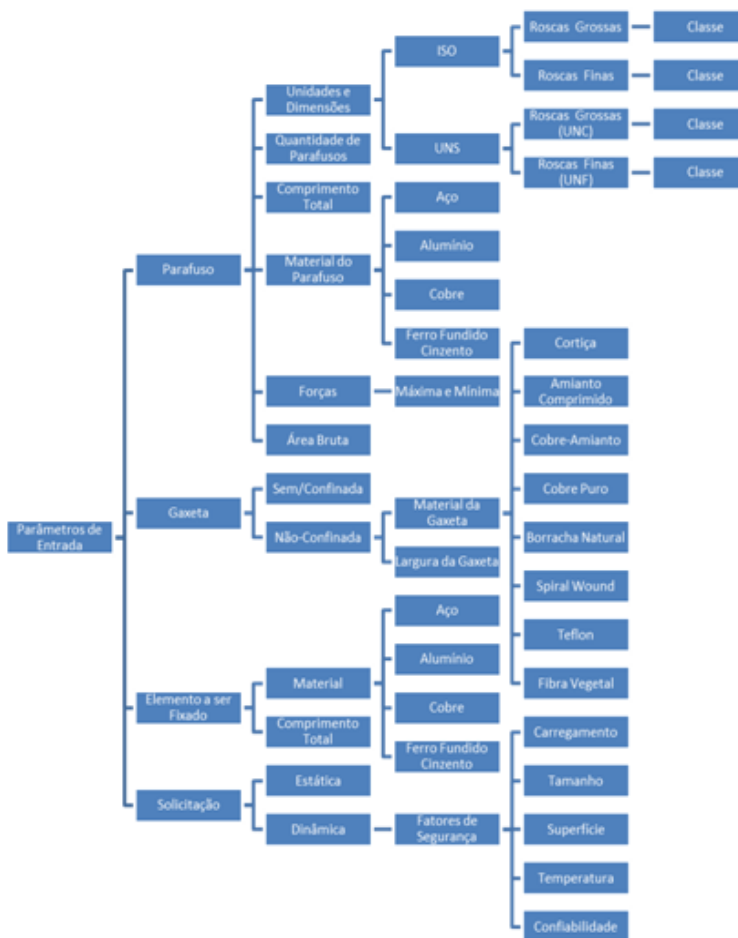 Roscas Grossas
Classe
ISO
Roscas Finas
Classe
Unidades e
Dimensões
Roscas Grossas
(UNC)
Classe
Quantidade de
Parafusos
UNS
Roscas Finas
(UNF)
Classe
Comprimento
Total
Aço
Alumínio
Parafuso
Material do
Parafuso
Cobre
Ferro Fundido
Cinzento
Cortiça
Forças
Máxima e Mínima
Amianto
Comprimido
Área Bruta
Cobre-Amianto
Sem/Confinada
Cobre Puro
Gaxeta
Material da
Gaxeta
Parâmetros de
Entrada
Não-Confinada
Borracha Natural
Largura da Gaxeta
Spiral Wound
Aço
Teflon
Alumínio
Material
Fibra Vegetal
Elemento a ser
Fixado
Cobre
Comprimento
Total
Carregamento
Ferro Fundido
Cinzento
Estática
Tamanho
Solicitação
Dinâmica
Fatores de
Segurança
Superfície
Temperatura
Confiabilidade